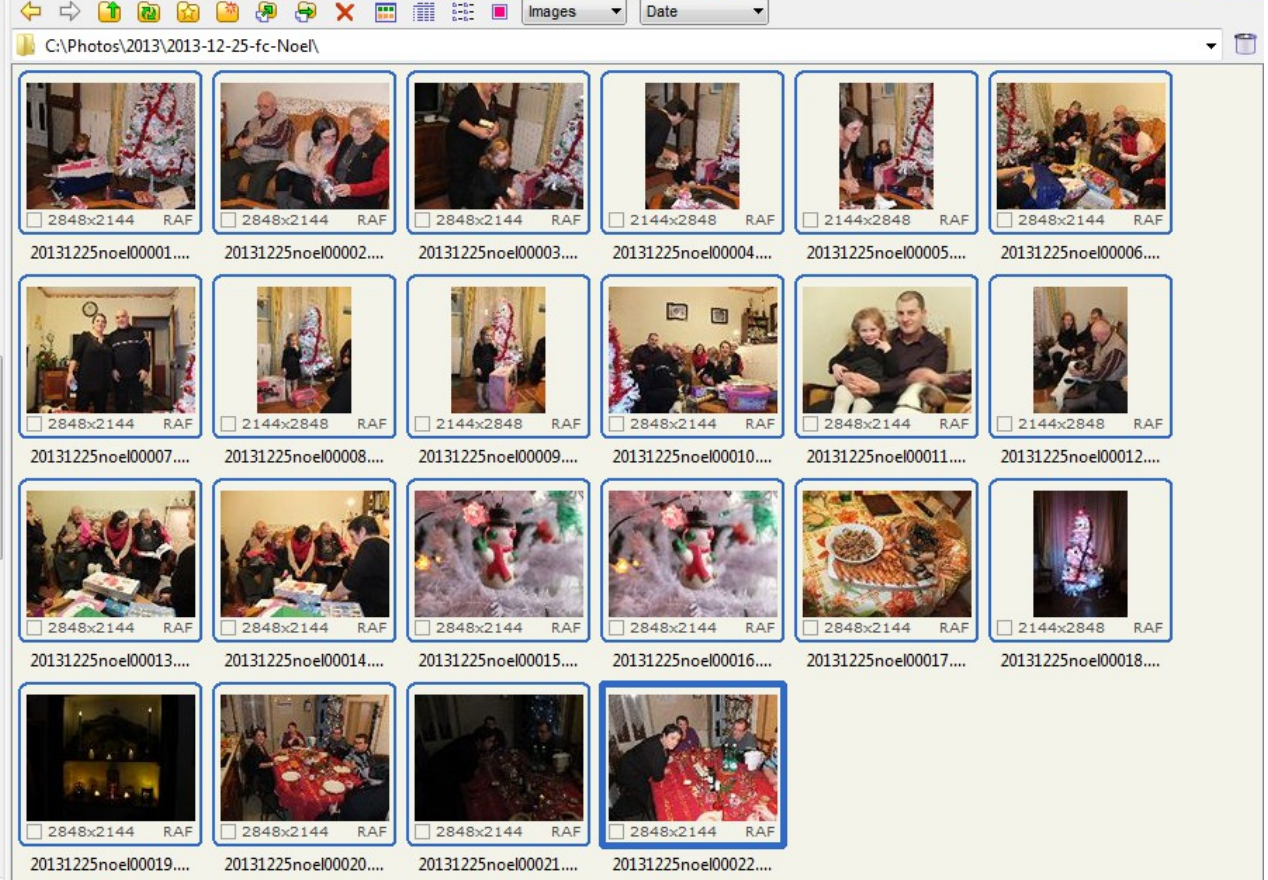 Images Date
C:\Photos\2013\2013-12-25-fc-Noel\
2848x2144 RAF 2848x2144 RAF 2848x2144 RAF 2144x2848 RAF 2144x2848 RAF 2848x2144 RAF
20131225noel00001.... 20131225noel00002.... 20131225noel00003.... 20131225noel00004.... 20131225noel00005.... 20131225noel00006....
2848x2144 RAF 2144x2848 RAF 2144x2848 RAF 2848x2144 RAF 2848x2144 RAF 2144x2848 RAF
20131225noel00007.... 20131225noel00008.... 20131225noel00009.... 20131225noel00010.... 20131225noel00011.... 20131225noel00012....
2848x2144 RAF 2848x2144 RAF 2848x2144 RAF 2848x2144 RAF 2848x2144 RAF 2144x2848 RAF
20131225noel00013.... 20131225noel00014.... 20131225noel00015.... 20131225noel00016.... 20131225noel00017.... 20131225noel00018....
2848x2144 RAF 2848x2144 RAF 2848x2144 RAF 2848x2144 RAF
20131225noel00019.... 20131225noel00020.... 20131225noel00021.... 20131225noel00022....